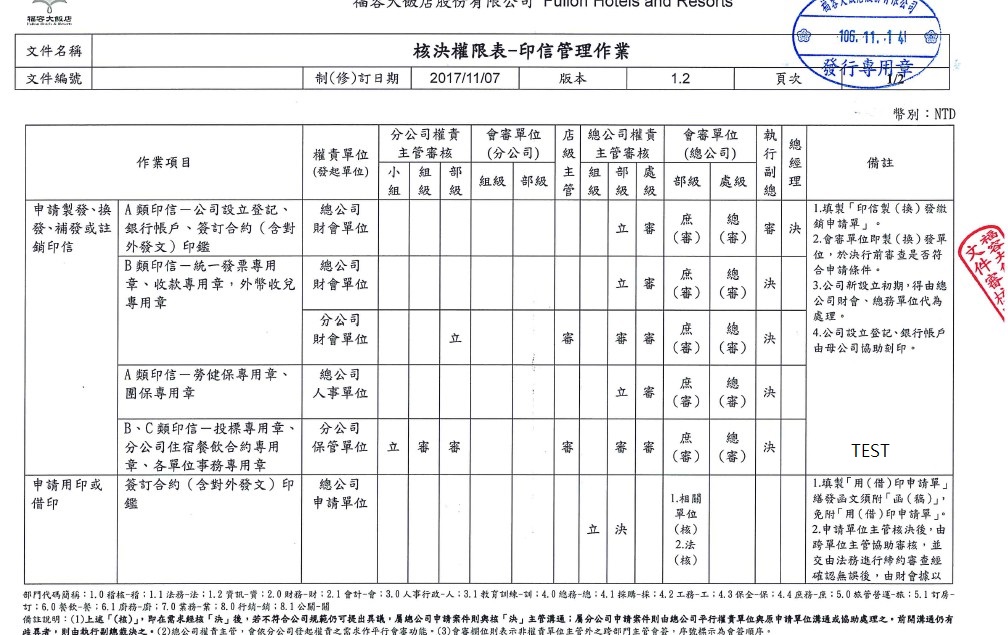 福容大飯店
福容大飯店股份有限公司 Fullon Hotels and Resorts
106.11.14
發行專用章
文件名稱 核決權限表-印信管理作業
文件編號 制(修)訂日期 2017/11/07 版本 1.2 頁次 1/2
幣別：NTD
作業項目 權責單位 (發起單位) 分公司權責主管審核 會審單位 (分公司) 店級主管 總公司權責主管審核 會審單位 (總公司) 執行副總 總經理 備註
小組 組級 部級 組級 部級 組級 部級 處級 部級 處級
申請製發、換發、補發或註銷印信
A 類印信－公司設立登記、
銀行帳戶、簽訂合約（含對
外發文）印鑑
總公司
財會單位
立 審 庶（審） 總（審） 審 決
B 類印信－統一發票專用
章、收款專用章，外幣收兌
專用章
總公司
財會單位
立 審 庶（審） 總（審） 決
分公司
財會單位
立 審 審 審 庶（審） 總（審） 決
A 類印信－勞健保專用章、
團保專用章
總公司
人事單位
立 審 庶（審） 總（審） 決
B、C 類印信－投標專用章、
分公司住宿餐飲合約專用
章、各單位事務專用章
分公司
保管單位
立 審 審 審 審 審 庶（審） 總（審） 決
1.填製「印信製（換）發繳
銷申請單」。
2.會審單位即製（換）發單
位，於決行前審查是否符
合申請條件。
3.公司新設立初期，得由總
公司財會、總務單位代為
處理。
4.公司設立登記、銀行帳戶
由母公司協助刻印。
TEST
文件審核
申請用印或
借印
簽訂合約（含對外發文）印
鑑
總公司
申請單位
立 決
1.相關
單位
(核)
2.法
(核)
1.填製「用(借)印申請單」
繕發函文須附「函(稿)」，
免附「用(借)印申請單」。
2.申請單位主管核決後，由
跨單位主管協助審核，並
交由法務進行締約審查經
確認無誤後，由財會據以
部門代碼簡稱：1.0 稽核-稽；1.1 法務-法；1.2 資訊-資；2.0 財務-財；2.1 會計-會；3.0 人事行政-人；3.1 教育訓練-訓；4.0 總務-總；4.1 採購-採；4.2 工務-工；4.3 保全-保；4.4 庶務-庶；5.0 旅管營運-旅；5.1 訂房-
訂；6.0 餐飲-餐；6.1 廚務-廚；7.0 業務-業；8.0 行統-統；8.1 公關-關
備註說明：(1)上述「(核)」，即在需求經核「決」後，若不符合公司規範仍可提出異議，屬總公司申請案件則與核「決」主管溝通；屬分公司申請案件則由總公司平行權責單位與原申請單位溝通或協助處理之。前開溝通仍有
歧異者，則由執行副總裁決之。(2)總公司權責主管，會依分公司發起權責之需求作平行會審功能。(3)會簽欄位則表示非權責單位主管外之跨部門主管會簽，序號標示為會簽順序。